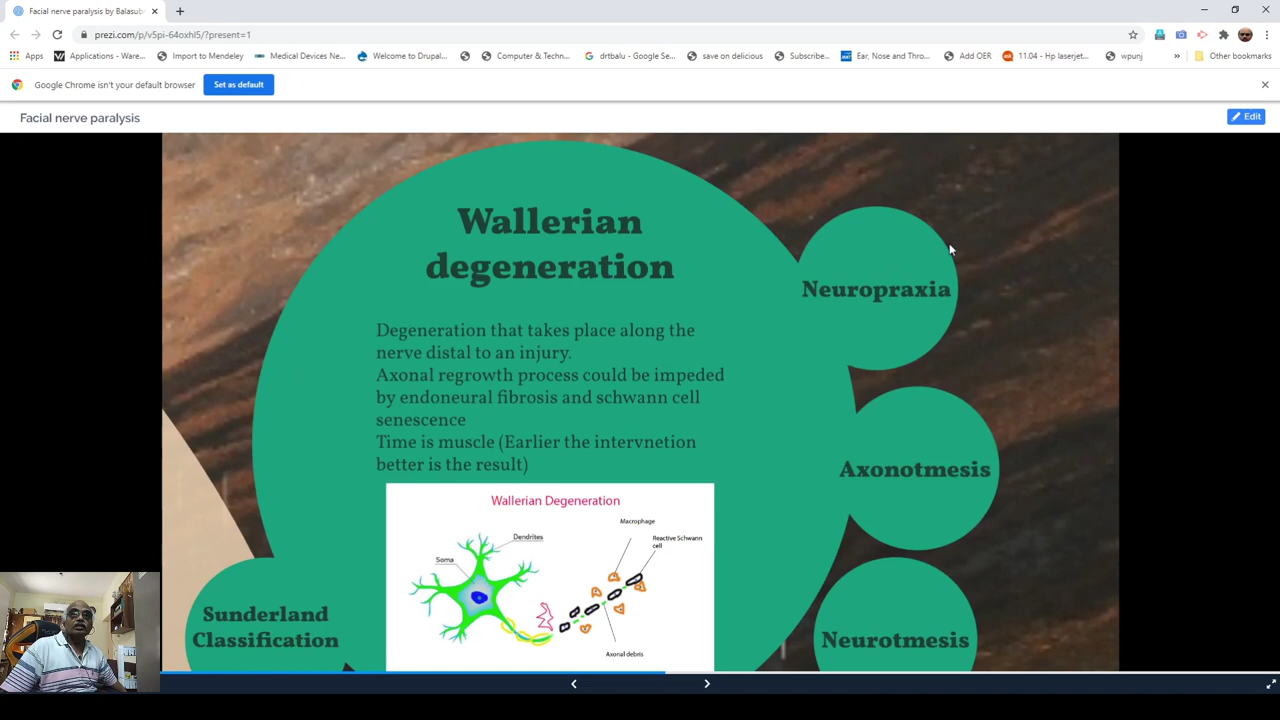 Facial nerve paralysis by Balasub
prezi.com/p/v5pi-64oxhl5/?present=1
Apps
Applications - Ware...
Import to Mendeley
Medical Devices Ne...
Welcome to Drupal...
Computer & Techn...
drtbalu - Google Se...
save on delicious
Subscribe...
Ear, Nose and Thro...
Add OER
11.04 - Hp laserjet...
wpunj
»
Other bookmarks
Google Chrome isn't your default browser
Set as default
Facial nerve paralysis
Edit
Wallerian
degeneration
Degeneration that takes place along the
nerve distal to an injury.
Axonal regrowth process could be impeded
by endoneural fibrosis and schwann cell
senescence
Time is muscle (Earlier the intervnetion
better is the result)
Wallerian Degeneration
Macrophage
Dendrites
Reactive Schwann
cell
Soma
Axonal debris
Neuropraxia
Axonotmesis
Neurotmesis
Sunderland
Classification